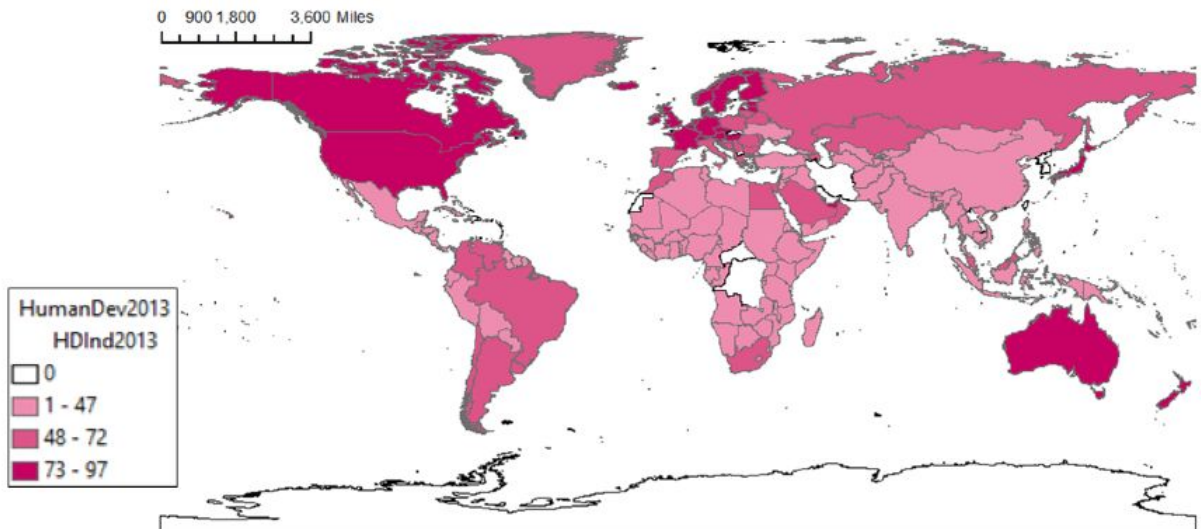 0 900 1,800 3,600 Miles
HumanDev2013
HDInd2013
0
1 - 47
48 - 72
73 - 97